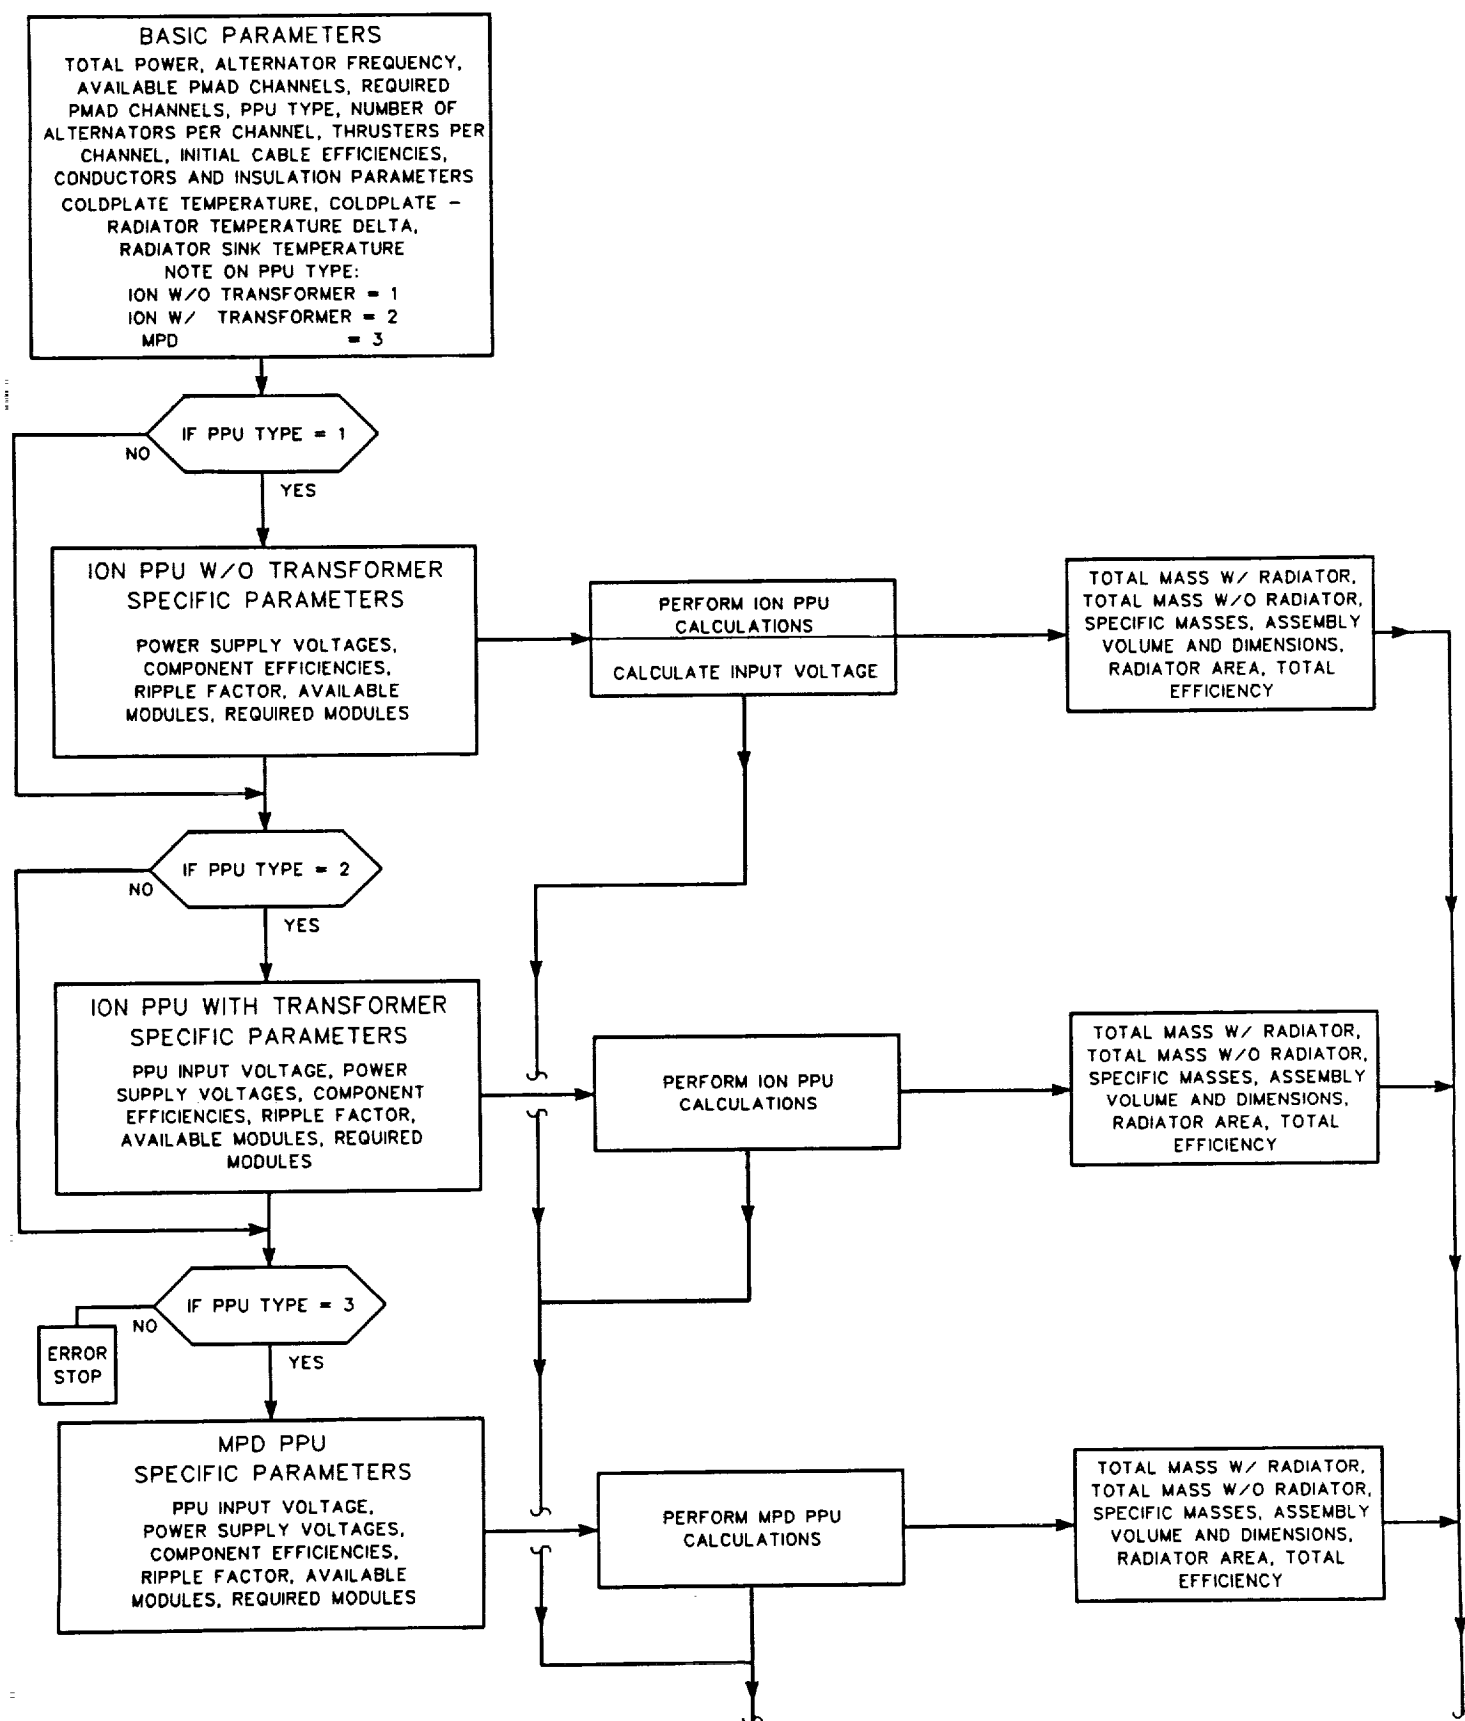 BASIC PARAMETERS
TOTAL POWER, ALTERNATOR FREQUENCY,
AVAILABLE PMAD CHANNELS, REQUIRED
PMAD CHANNELS, PPU TYPE, NUMBER OF
ALTERNATORS PER CHANNEL, THRUSTERS PER
CHANNEL, INITIAL CABLE EFFICIENCIES,
CONDUCTORS AND INSULATION PARAMETERS
COLDPLATE TEMPERATURE, COLDPLATE -
RADIATOR TEMPERATURE DELTA,
RADIATOR SINK TEMPERATURE
NOTE ON PPU TYPE:
ION W/O TRANSFORMER = 1
ION W/ TRANSFORMER = 2
MPD = 3
IF PPU TYPE = 1
NO
YES
ION PPU W/O TRANSFORMER
SPECIFIC PARAMETERS
POWER SUPPLY VOLTAGES,
COMPONENT EFFICIENCIES,
RIPPLE FACTOR, AVAILABLE
MODULES, REQUIRED MODULES
PERFORM ION PPU
CALCULATIONS
CALCULATE INPUT VOLTAGE
TOTAL MASS W/ RADIATOR,
TOTAL MASS W/O RADIATOR,
SPECIFIC MASSES, ASSEMBLY
VOLUME AND DIMENSIONS,
RADIATOR AREA, TOTAL
EFFICIENCY
IF PPU TYPE = 2
NO
YES
ION PPU WITH TRANSFORMER
SPECIFIC PARAMETERS
PPU INPUT VOLTAGE, POWER
SUPPLY VOLTAGES, COMPONENT
EFFICIENCIES, RIPPLE FACTOR,
AVAILABLE MODULES, REQUIRED
MODULES
PERFORM ION PPU
CALCULATIONS
TOTAL MASS W/ RADIATOR,
TOTAL MASS W/O RADIATOR,
SPECIFIC MASSES, ASSEMBLY
VOLUME AND DIMENSIONS,
RADIATOR AREA, TOTAL
EFFICIENCY
IF PPU TYPE = 3
NO
YES
ERROR
STOP
MPD PPU
SPECIFIC PARAMETERS
PPU INPUT VOLTAGE,
POWER SUPPLY VOLTAGES,
COMPONENT EFFICIENCIES,
RIPPLE FACTOR, AVAILABLE
MODULES, REQUIRED MODULES
PERFORM MPD PPU
CALCULATIONS
TOTAL MASS W/ RADIATOR,
TOTAL MASS W/O RADIATOR,
SPECIFIC MASSES, ASSEMBLY
VOLUME AND DIMENSIONS,
RADIATOR AREA, TOTAL
EFFICIENCY